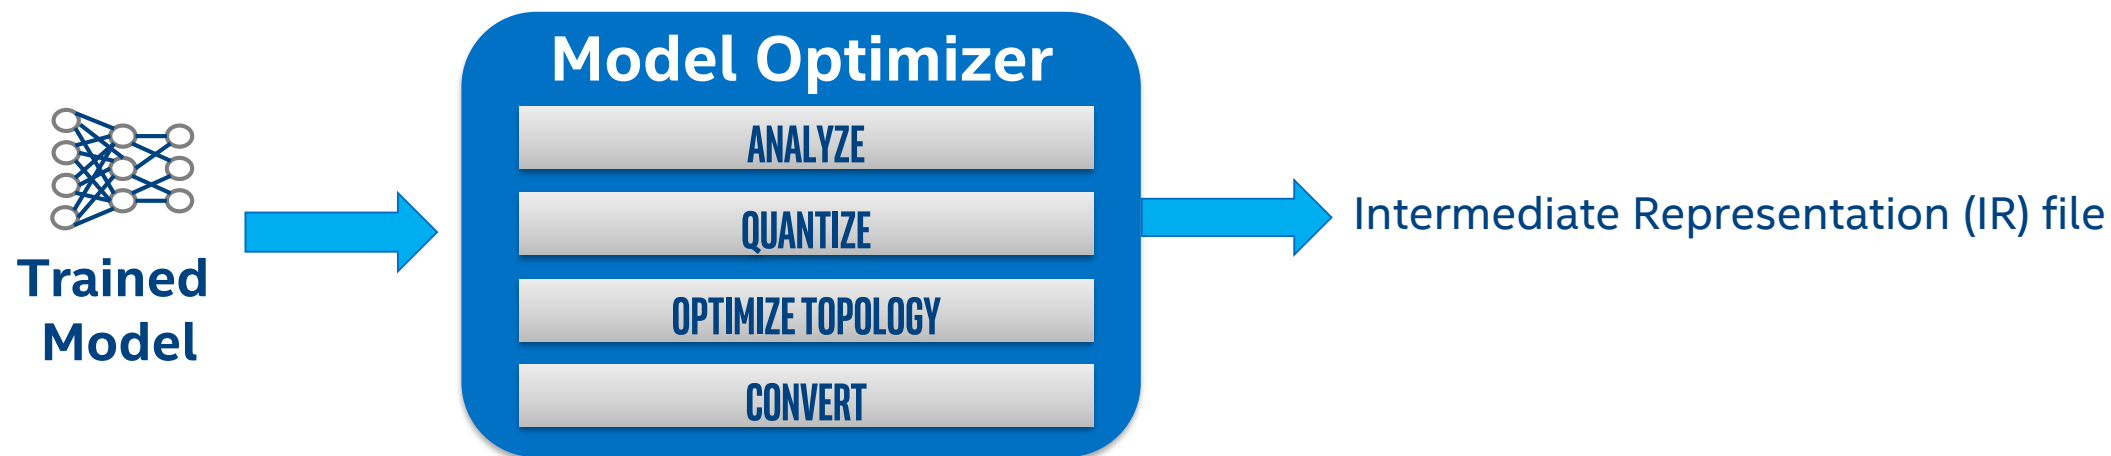 Trained
Model
Model Optimizer
ANALYZE
QUANTIZE
OPTIMIZE TOPOLOGY
CONVERT
Intermediate Representation (IR) file